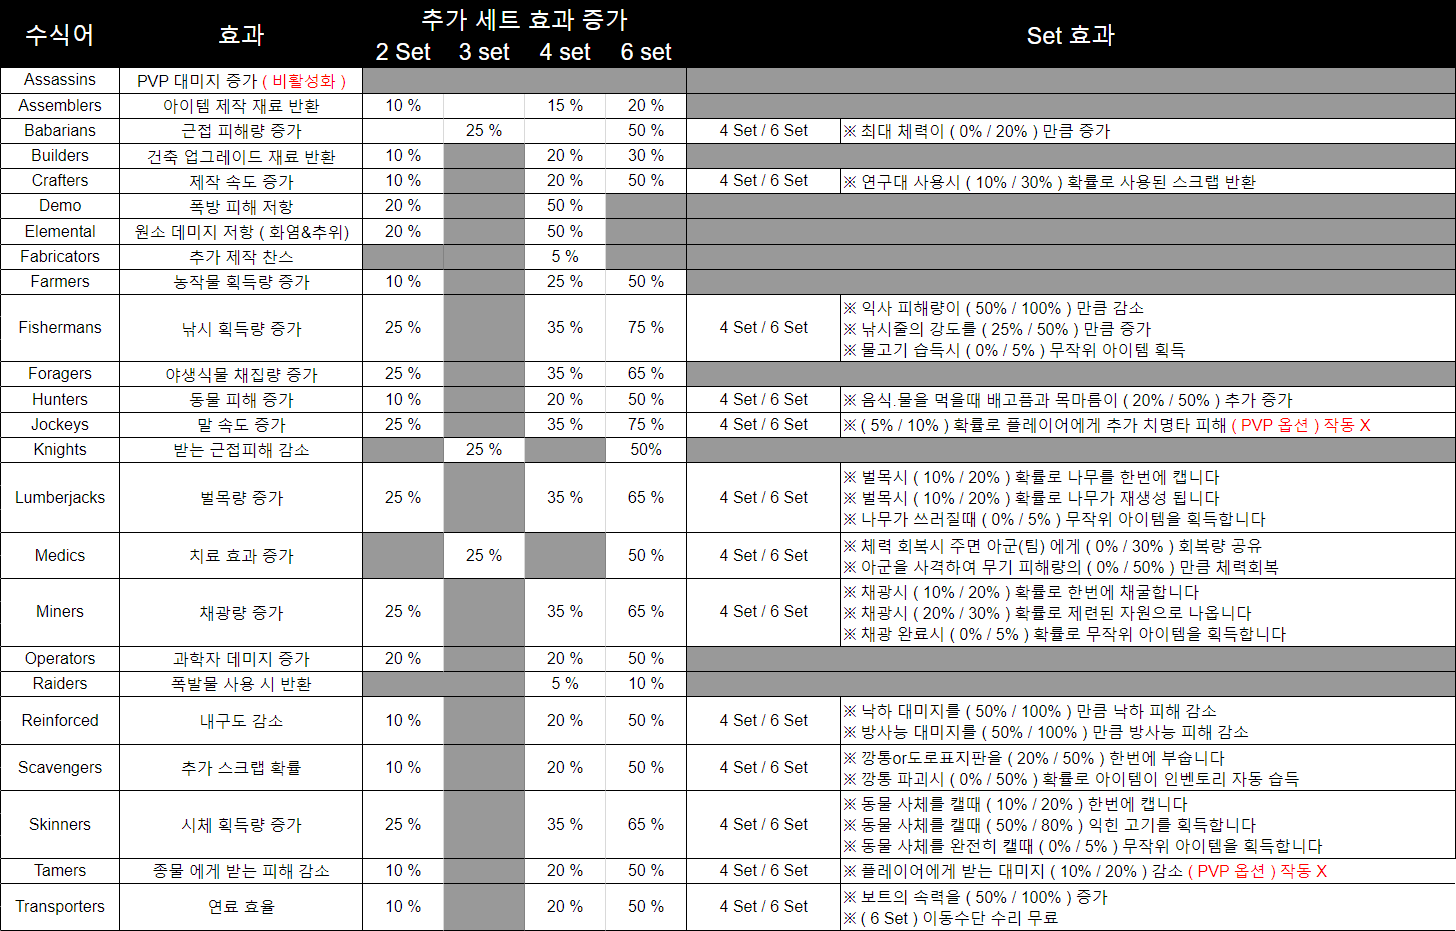 수식어 효과 추가 세트 효과 증가 Set 효과
2 Set 3 set 4 set 6 set
Assassins PVP 대미지 증가 ( 비활성화 )
Assemblers 아이템 제작 재료 반환 10 % 15 % 20 %
Babarians 근접 피해량 증가 25 % 50 % 4 Set / 6 Set ※ 최대 체력이 ( 0% / 20% ) 만큼 증가
Builders 건축 업그레이드 재료 반환 10 % 20 % 30 %
Crafters 제작 속도 증가 10 % 20 % 50 % 4 Set / 6 Set ※ 연구대 사용시 ( 10% / 30% ) 확률로 사용된 스크랩 반환
Demo 폭방 피해 저항 20 % 50 %
Elemental 원소 데미지 저항 ( 화염&추위) 20 % 50 %
Fabricators 추가 제작 찬스 5 %
Farmers 농작물 획득량 증가 10 % 25 % 50 %
Fishermans 낚시 획득량 증가 25 % 35 % 75 % 4 Set / 6 Set ※ 익사 피해량이 ( 50% / 100% ) 만큼 감소
※ 낚시줄의 강도를 ( 25% / 50% ) 만큼 증가
※ 물고기 습득시 ( 0% / 5% ) 무작위 아이템 획득
Foragers 야생식물 채집량 증가 25 % 35 % 65 %
Hunters 동물 피해 증가 10 % 20 % 50 % 4 Set / 6 Set ※ 음식.물을 먹을때 배고픔과 목마름이 ( 20% / 50% ) 추가 증가
Jockeys 말 속도 증가 25 % 35 % 75 % 4 Set / 6 Set ※ ( 5% / 10% ) 확률로 플레이어에게 추가 치명타 피해 ( PVP 옵션 ) 작동 X
Knights 받는 근접피해 감소 25 % 50%
Lumberjacks 벌목량 증가 25 % 35 % 65 % 4 Set / 6 Set ※ 벌목시 ( 10% / 20% ) 확률로 나무를 한번에 캡니다
※ 벌목시 ( 10% / 20% ) 확률로 나무가 재생성 됩니다
※ 나무가 쓰러질때 ( 0% / 5% ) 무작위 아이템을 획득합니다
Medics 치료 효과 증가 25 % 50 % 4 Set / 6 Set ※ 체력 회복시 주면 아군(팀) 에게 ( 0% / 30% ) 회복량 공유
※ 아군을 사격하여 무기 피해량의 ( 0% / 50% ) 만큼 체력회복
Miners 채광량 증가 25 % 35 % 65 % 4 Set / 6 Set ※ 채광시 ( 10% / 20% ) 확률로 한번에 채굴합니다
※ 채광시 ( 20% / 30% ) 확률로 제련된 자원으로 나옵니다
※ 채광 완료시 ( 0% / 5% ) 확률로 무작위 아이템을 획득합니다
Operators 과학자 데미지 증가 20 % 20 % 50 %
Raiders 폭발물 사용 시 반환 5 % 10 %
Reinforced 내구도 감소 10 % 20 % 50 % 4 Set / 6 Set ※ 낙하 대미지를 ( 50% / 100% ) 만큼 낙하 피해 감소
※ 방사능 대미지를 ( 50% / 100% ) 만큼 방사능 피해 감소
Scavengers 추가 스크랩 확률 10 % 20 % 50 % 4 Set / 6 Set ※ 깡통or도로표지판을 ( 20% / 50% ) 한번에 부숩니다
※ 깡통 파괴시 ( 0% / 50% ) 확률로 아이템이 인벤토리 자동 습득
Skinners 시체 획득량 증가 25 % 35 % 65 % 4 Set / 6 Set ※ 동물 사체를 캘때 ( 10% / 20% ) 한번에 캡니다
※ 동물 사체를 캘때 ( 50% / 80% ) 익힌 고기를 획득합니다
※ 동물 사체를 완전히 캘때 ( 0% / 5% ) 무작위 아이템을 획득합니다
Tamers 종물 에게 받는 피해 감소 10 % 20 % 50 % 4 Set / 6 Set ※ 플레이어에게 받는 대미지 ( 10% / 20% ) 감소 ( PVP 옵션 ) 작동 X
Transporters 연료 효율 10 % 20 % 50 % 4 Set / 6 Set ※ 보트의 속력을 ( 50% / 100% ) 증가
※ ( 6 Set ) 이동수단 수리 무료